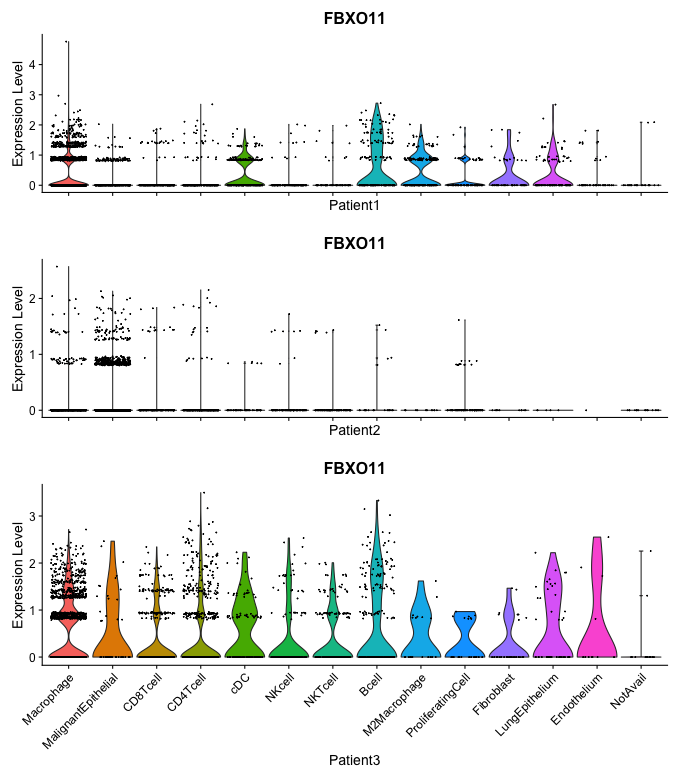 FBXO11
Expression Level
4
3
2
1
0
Patient1
FBXO11
Expression Level
2
1
0
Patient2
FBXO11
Expression Level
3
2
1
0
Macrophage
MalignantEpithelial
CD8Tcell
CD4Tcell
cDC
NKcell
NKTcell
Bcell
M2Macrophage
ProliferatingCell
Fibroblast
LungEpithelium
Endothelium
NotAvail
Patient3